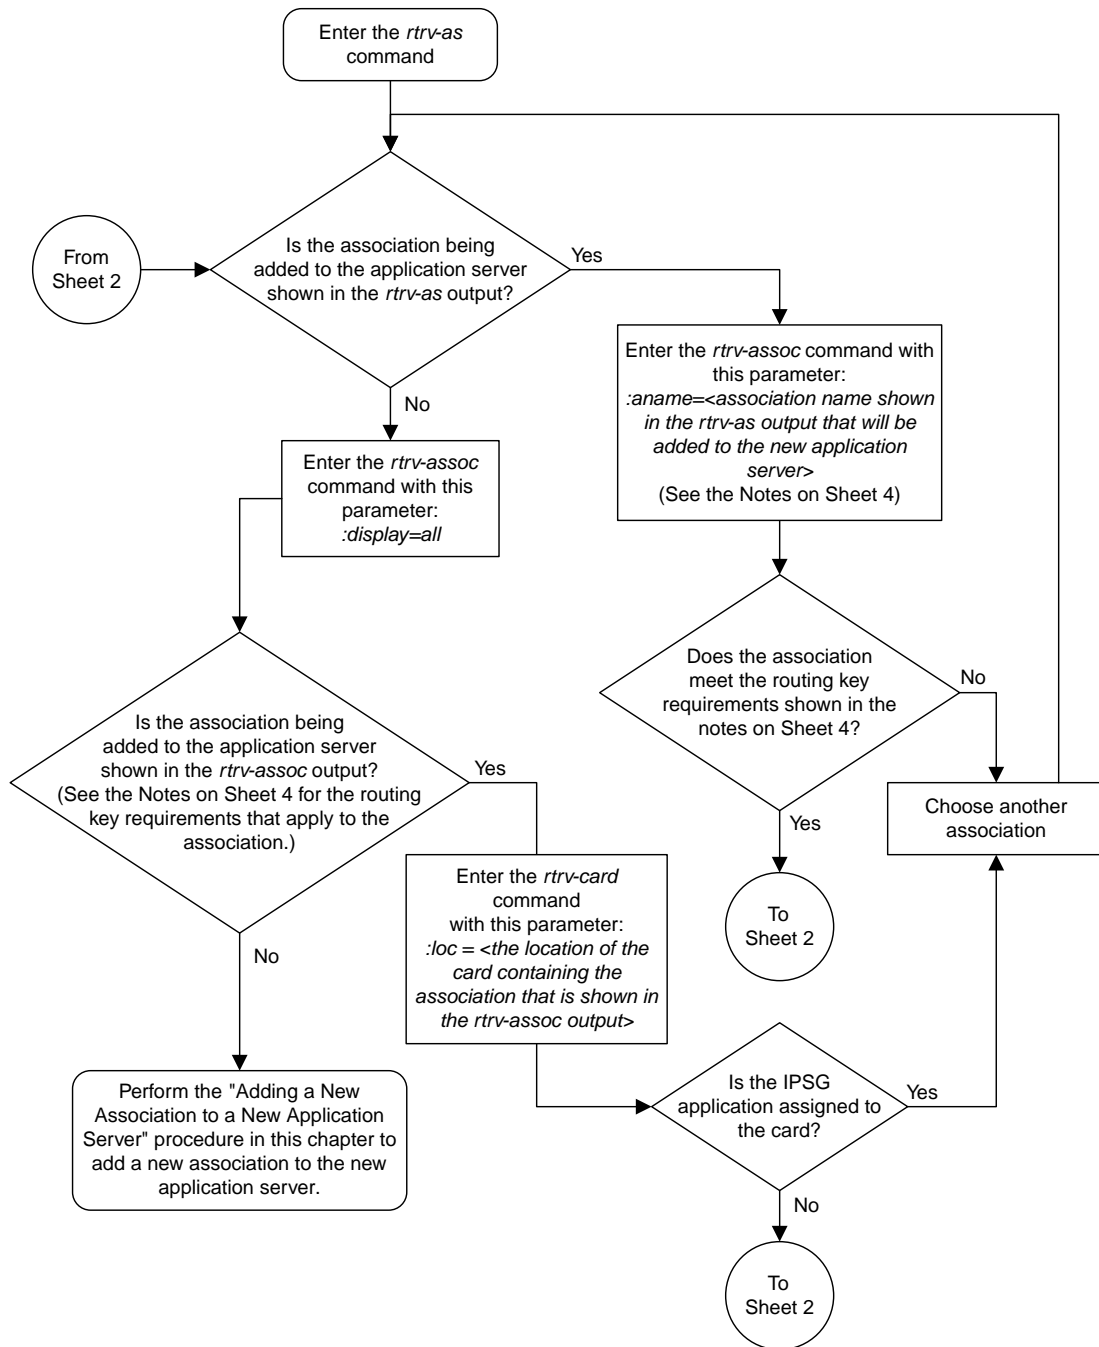 Enter the rtrv-as
command
From
Sheet 2
Is the association being
added to the application server
shown in the rtrv-as output?
Yes
No
Enter the rtrv-assoc command with
this parameter:
:aname=<association name shown
in the rtrv-as output that will be
added to the new application
server>
(See the Notes on Sheet 4)
Enter the rtrv-assoc
command with this
parameter:
:display=all
Does the association
meet the routing key
requirements shown in the
notes on Sheet 4?
No
Yes
Choose another
association
To
Sheet 2
Is the association being
added to the application server
shown in the rtrv-assoc output?
(See the Notes on Sheet 4 for the routing
key requirements that apply to the
association.)
Yes
No
Enter the rtrv-card
command
with this parameter:
:loc = <the location of the
card containing the
association that is shown in
the rtrv-assoc output>
Perform the "Adding a New
Association to a New Application
Server" procedure in this chapter to
add a new association to the new
application server.
Is the IPSG
application assigned to
the card?
Yes
No
To
Sheet 2